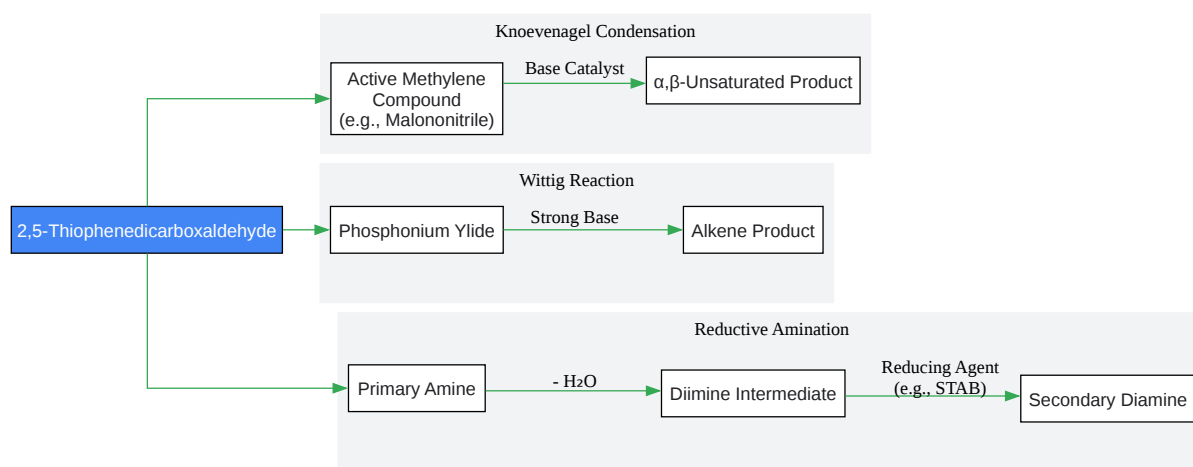 Knoevenagel Condensation
Active Methylene
Compound
(e.g., Malononitrile)
Base Catalyst
α,β-Unsaturated Product
Wittig Reaction
2,5-Thiophenedicarboxaldehyde
Phosphonium Ylide
Strong Base
Alkene Product
Reductive Amination
Primary Amine
- H₂O
Diimine Intermediate
Reducing Agent
(e.g., STAB)
Secondary Diamine